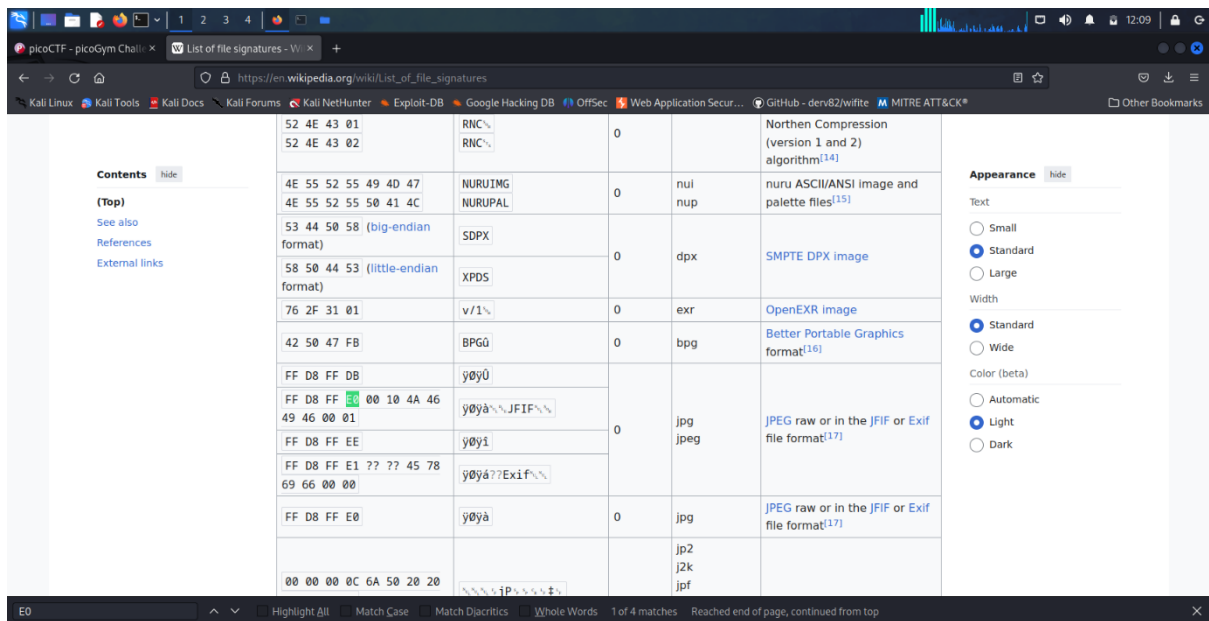 1 2 3 4
12:09
picoCTF - picoGym Challe
List of file signatures - Wi
https://en.wikipedia.org/wiki/List_of_file_signatures
Kali Linux Kali Tools Kali Docs Kali Forums Kali NetHunter Exploit-DB Google Hacking DB OffSec Web Application Secur... GitHub - derv82/wifite MITRE ATT&CK® Other Bookmarks
Contents hide
(Top)
See also
References
External links
52 4E 43 01 RNC␁ 0 Northen Compression
52 4E 43 02 RNC␂ (version 1 and 2)
algorithm[14]
4E 55 52 55 49 4D 47 NURUIMG 0 nui nuru ASCII/ANSI image and
4E 55 52 55 50 41 4C NURUPAL nup palette files[15]
53 44 50 58 (big-endian
format) SDPX
0 dpx SMPTE DPX image
58 50 44 53 (little-endian
format) XPDS
76 2F 31 01 v/1␁ 0 exr OpenEXR image
42 50 47 FB BPGû 0 bpg Better Portable Graphics
format[16]
FF D8 FF DB ÿØÿÛ
FF D8 FF E0 00 10 4A 46
49 46 00 01 ÿØÿà␀␐JFIF␀␁
0 jpg JPEG raw or in the JFIF or Exif
jpeg file format[17]
FF D8 FF EE ÿØÿî
FF D8 FF E1 ?? ?? 45 78
69 66 00 00 ÿØÿá??Exif␀␀
FF D8 FF E0 ÿØÿà 0 jpg JPEG raw or in the JFIF or Exif
file format[17]
jp2
j2k
jpf
00 00 00 0C 6A 50 20 20
Appearance hide
Text
Small
Standard
Large
Width
Standard
Wide
Color (beta)
Automatic
Light
Dark
E0 Highlight All Match Case Match Diacritics Whole Words 1 of 4 matches Reached end of page, continued from top